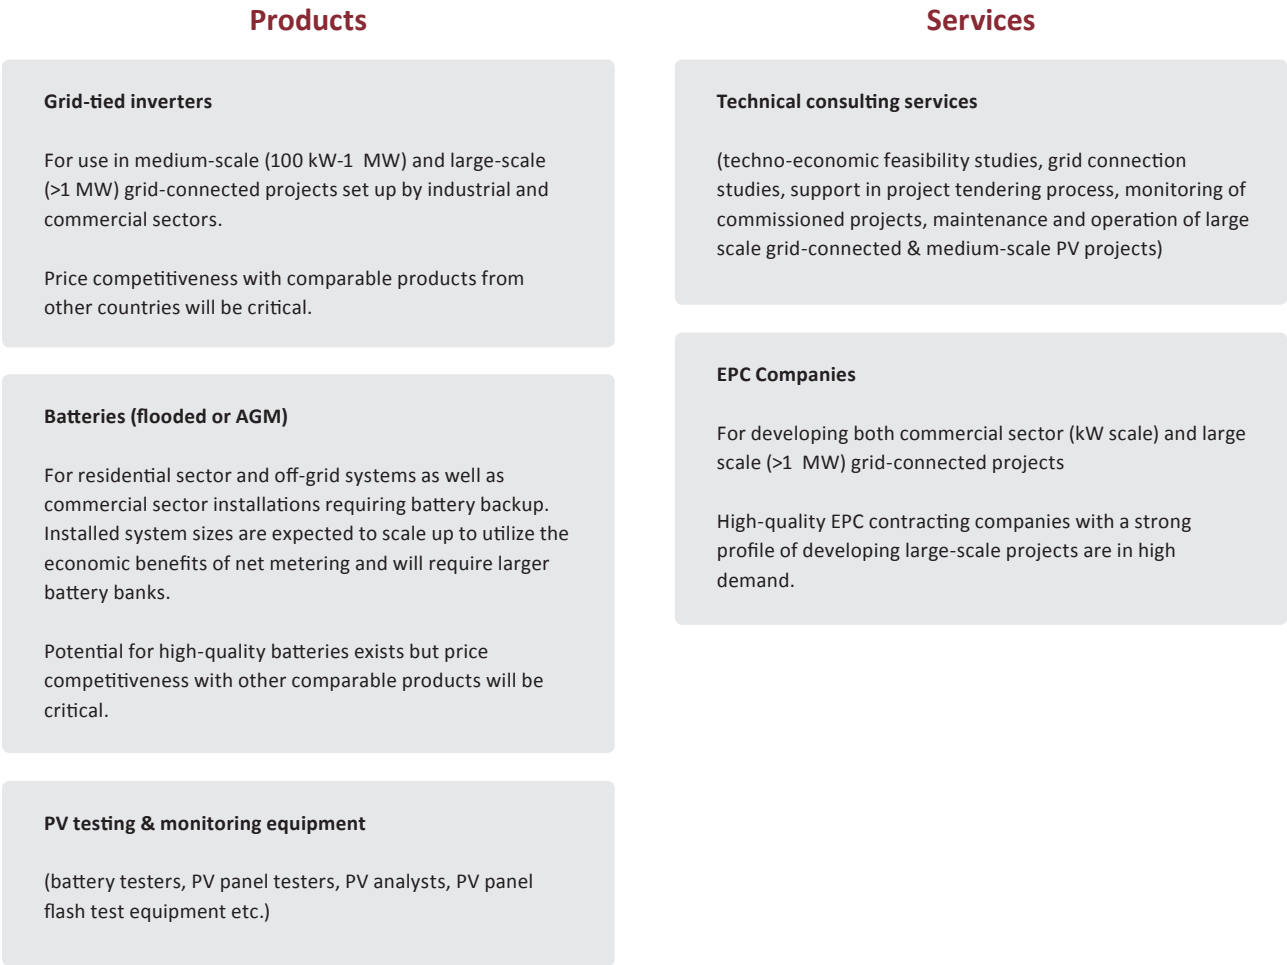 Products
Grid-tied inverters
For use in medium-scale (100 kW-1 MW) and large-scale
(>1 MW) grid-connected projects set up by industrial and
commercial sectors.
Price competitiveness with comparable products from
other countries will be critical.
Batteries (flooded or AGM)
For residential sector and off-grid systems as well as
commercial sector installations requiring battery backup.
Installed system sizes are expected to scale up to utilize the
economic benefits of net metering and will require larger
battery banks.
Potential for high-quality batteries exists but price
competitiveness with other comparable products will be
critical.
PV testing & monitoring equipment
(battery testers, PV panel testers, PV analysts, PV panel
flash test equipment etc.)
Services
Technical consulting services
(techno-economic feasibility studies, grid connection
studies, support in project tendering process, monitoring of
commissioned projects, maintenance and operation of large
scale grid-connected & medium-scale PV projects)
EPC Companies
For developing both commercial sector (kW scale) and large
scale (>1 MW) grid-connected projects
High-quality EPC contracting companies with a strong
profile of developing large-scale projects are in high
demand.